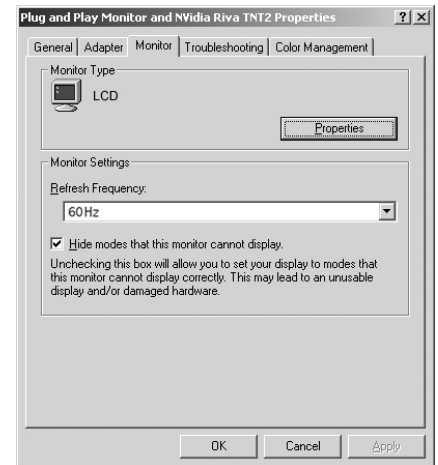 Plug and Play Monitor and NVidia Riva TNT2 Properties
General Adapter Monitor Troubleshooting Color Management
Monitor Type
LCD
Properties
Monitor Settings
Refresh Frequency:
60Hz
Hide modes that this monitor cannot display.
Unchecking this box will allow you to set your display to modes that
this monitor cannot display correctly. This may lead to an unusable
display and/or damaged hardware.
OK Cancel Apply